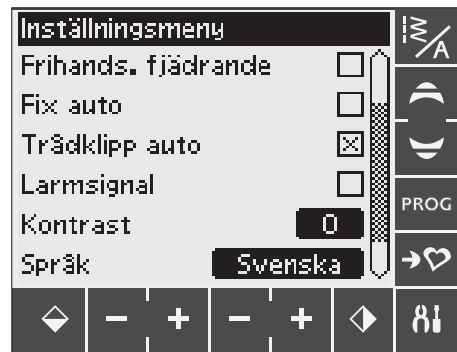 Inställningsmeny
Frihands. fjädrande
Fix auto
Trådklipp auto
Larmsignal
Kontrast 0
Språk Svenska
A
PROG
− + − +